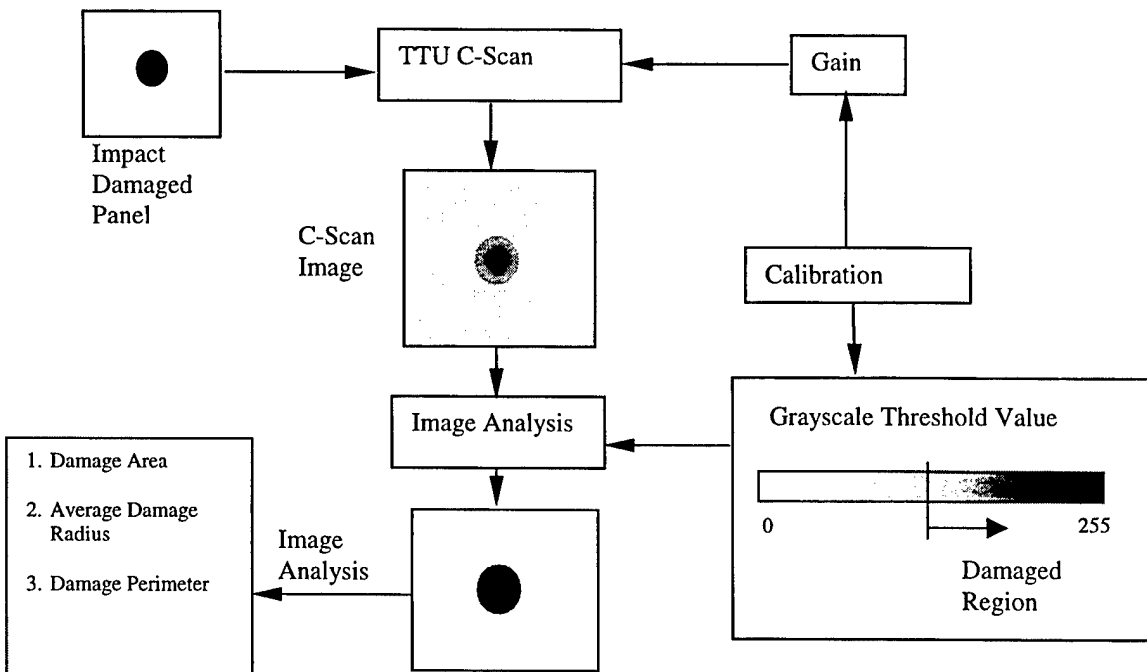 TTU C-Scan
Gain
Impact
Damaged
Panel
C-Scan
Image
Calibration
Image Analysis
Grayscale Threshold Value
0 255
Damaged
Region
1. Damage Area
2. Average Damage
Radius
3. Damage Perimeter
Image
Analysis